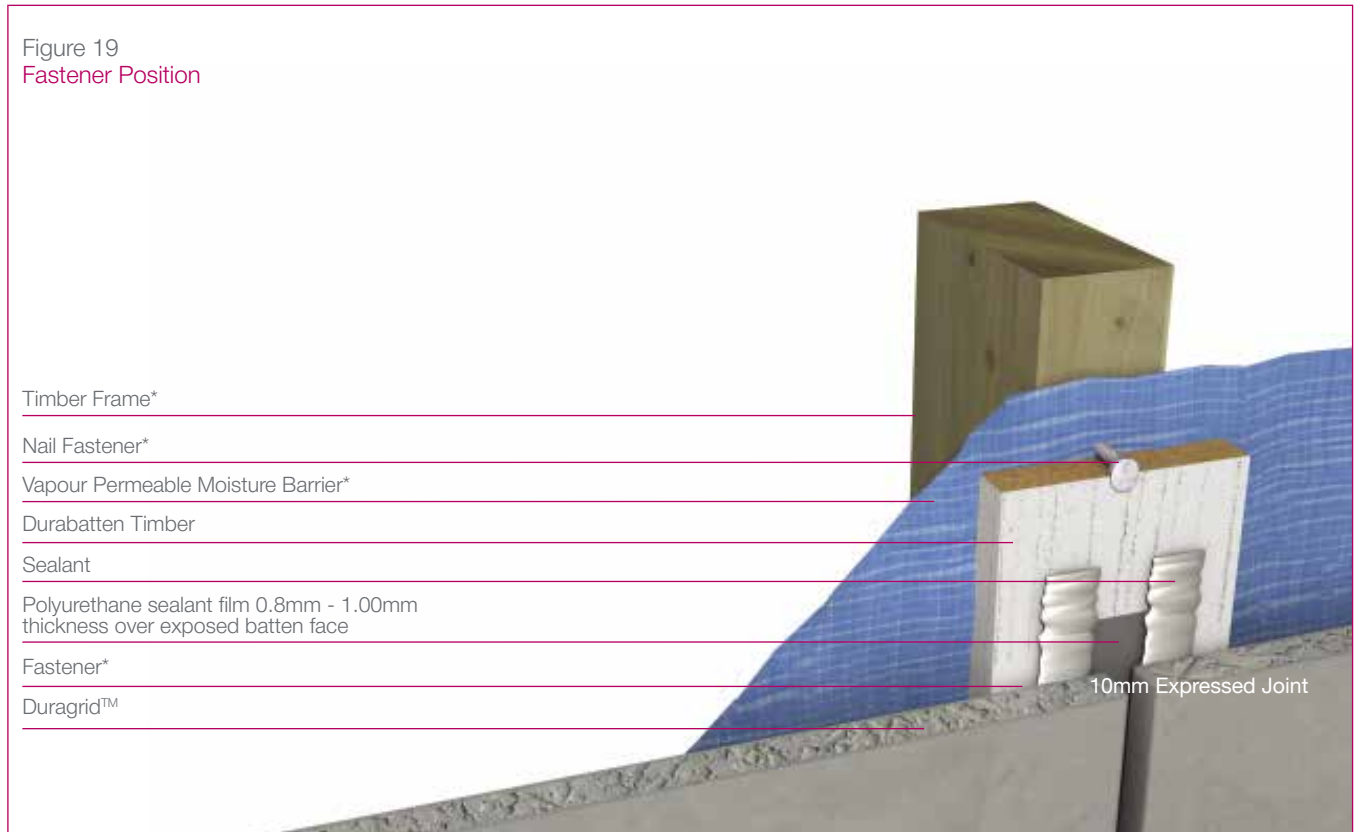 Figure 19
Fastener Position
Timber Frame*
Nail Fastener*
Vapour Permeable Moisture Barrier*
Durabatten Timber
Sealant
Polyurethane sealant film 0.8mm - 1.00mm
thickness over exposed batten face
Fastener*
Duragrid™
10mm Expressed Joint